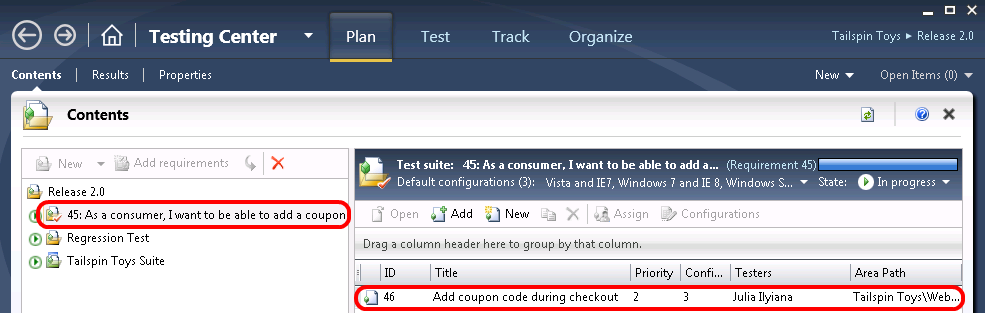 Testing Center Plan Test Track Organize Tailspin Toys ▸ Release 2.0
Contents Results Properties New Open Items (0)
Contents
New Add requirements
Release 2.0
45: As a consumer, I want to be able to add a coupon
Regression Test
Tailspin Toys Suite
Test suite: 45: As a consumer, I want to be able to add a... (Requirement 45)
Default configurations (3): Vista and IE7, Windows 7 and IE 8, Windows S... State: In progress
Open Add New Assign Configurations
Drag a column header here to group by that column.
ID Title Priority Confi... Testers Area Path
46 Add coupon code during checkout 2 3 Julia Ilyiana Tailspin Toys\Web...